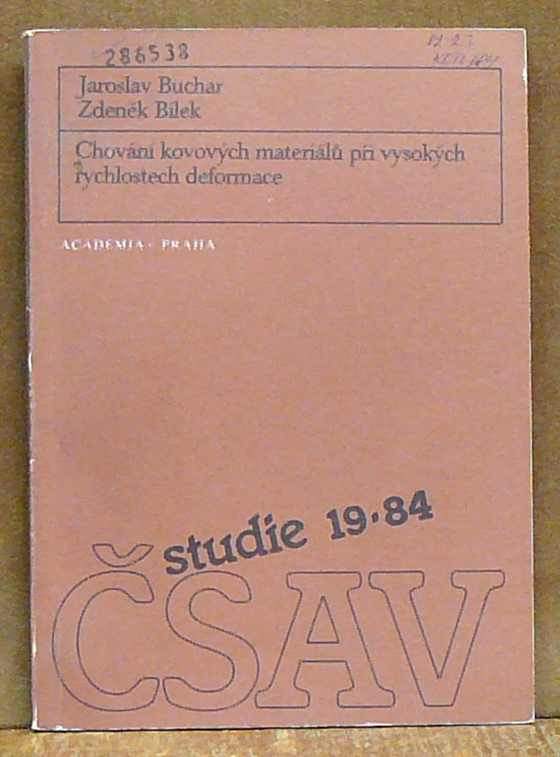 286538
Jaroslav Buchar
Zdeněk Bílek
Chování kovových materiálů při vysokých
rychlostech deformace
ACADEMIA · PRAHA
studie 19·84
ČSAV